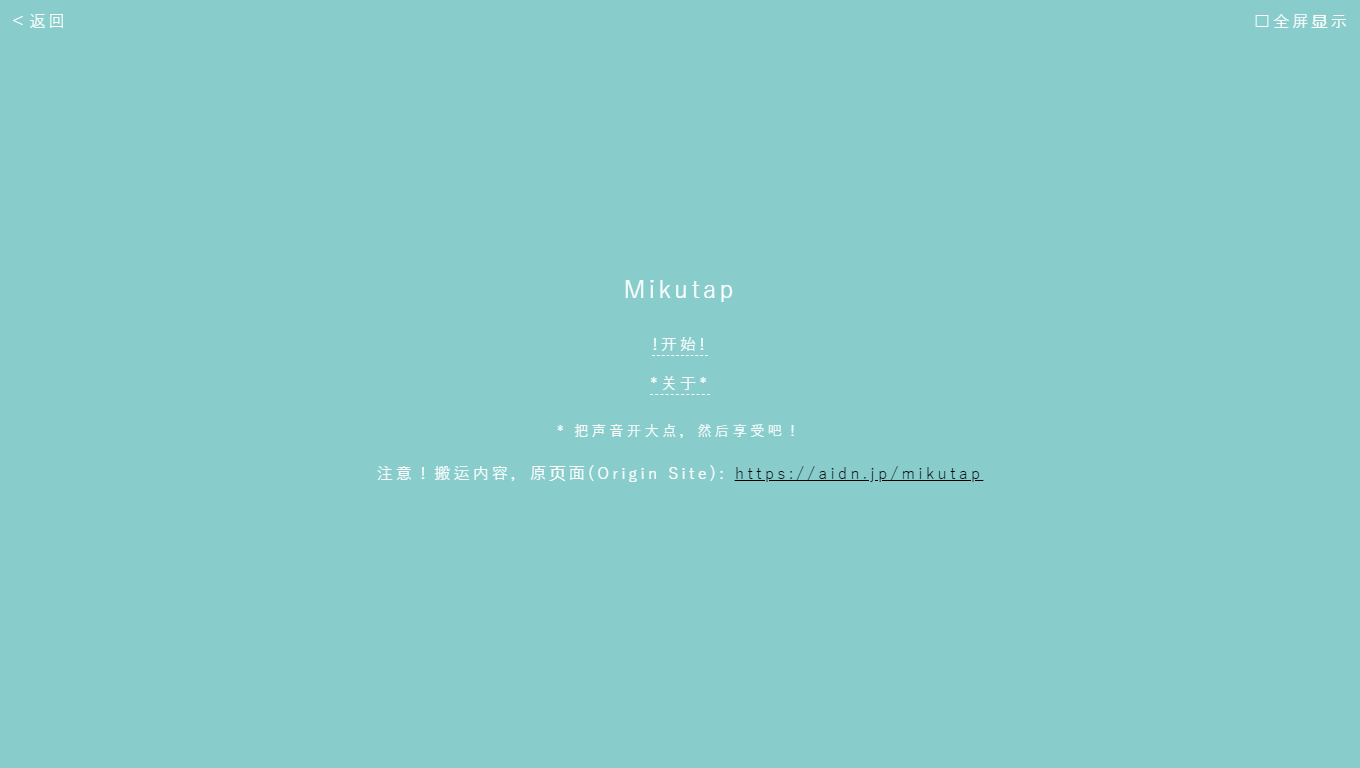 < 返回
☐全屏显示
Mikutap
!开始!
*关于*
* 把声音开大点，然后享受吧！
注意！搬运内容，原页面(Origin Site): https://aidn.jp/mikutap